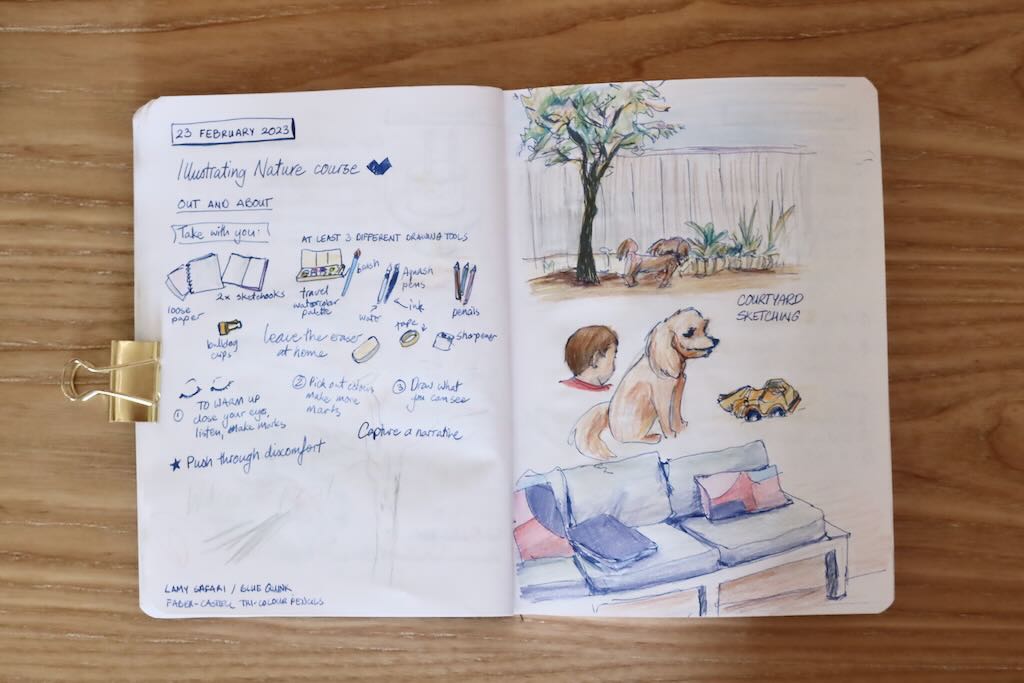 23 FEBRUARY 2023
Illustrating Nature course
OUT AND ABOUT
Take with you:
AT LEAST 3 DIFFERENT DRAWING TOOLS
loose
paper
2x sketchbooks
travel
watercolor
palette
brush
Aquash
pens
water
ink
pencils
bulldog
clips
Leave the eraser
at home
tape
sharpener
① TO WARM UP
close your eyes,
listen, make marks
② Pick out colours
make more
marks
③ Draw what
you can see
Capture a narrative
★ Push through discomfort
LAMY SAFARI / BLUE QUINK
FABER-CASTELL TRI-COLOUR PENCILS
COURTYARD
SKETCHING